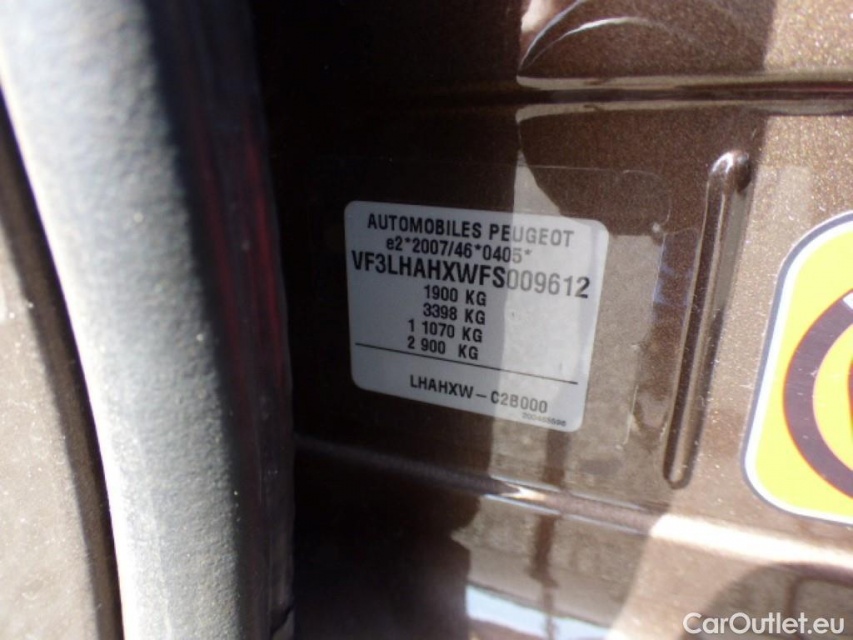 AUTOMOBILES PEUGEOT
e2*2007/46*0405*
VF3LHAHXWFS009612
1900 KG
3398 KG
1 1070 KG
2 900 KG
LHAHXW-C2B000
CarOutlet.eu